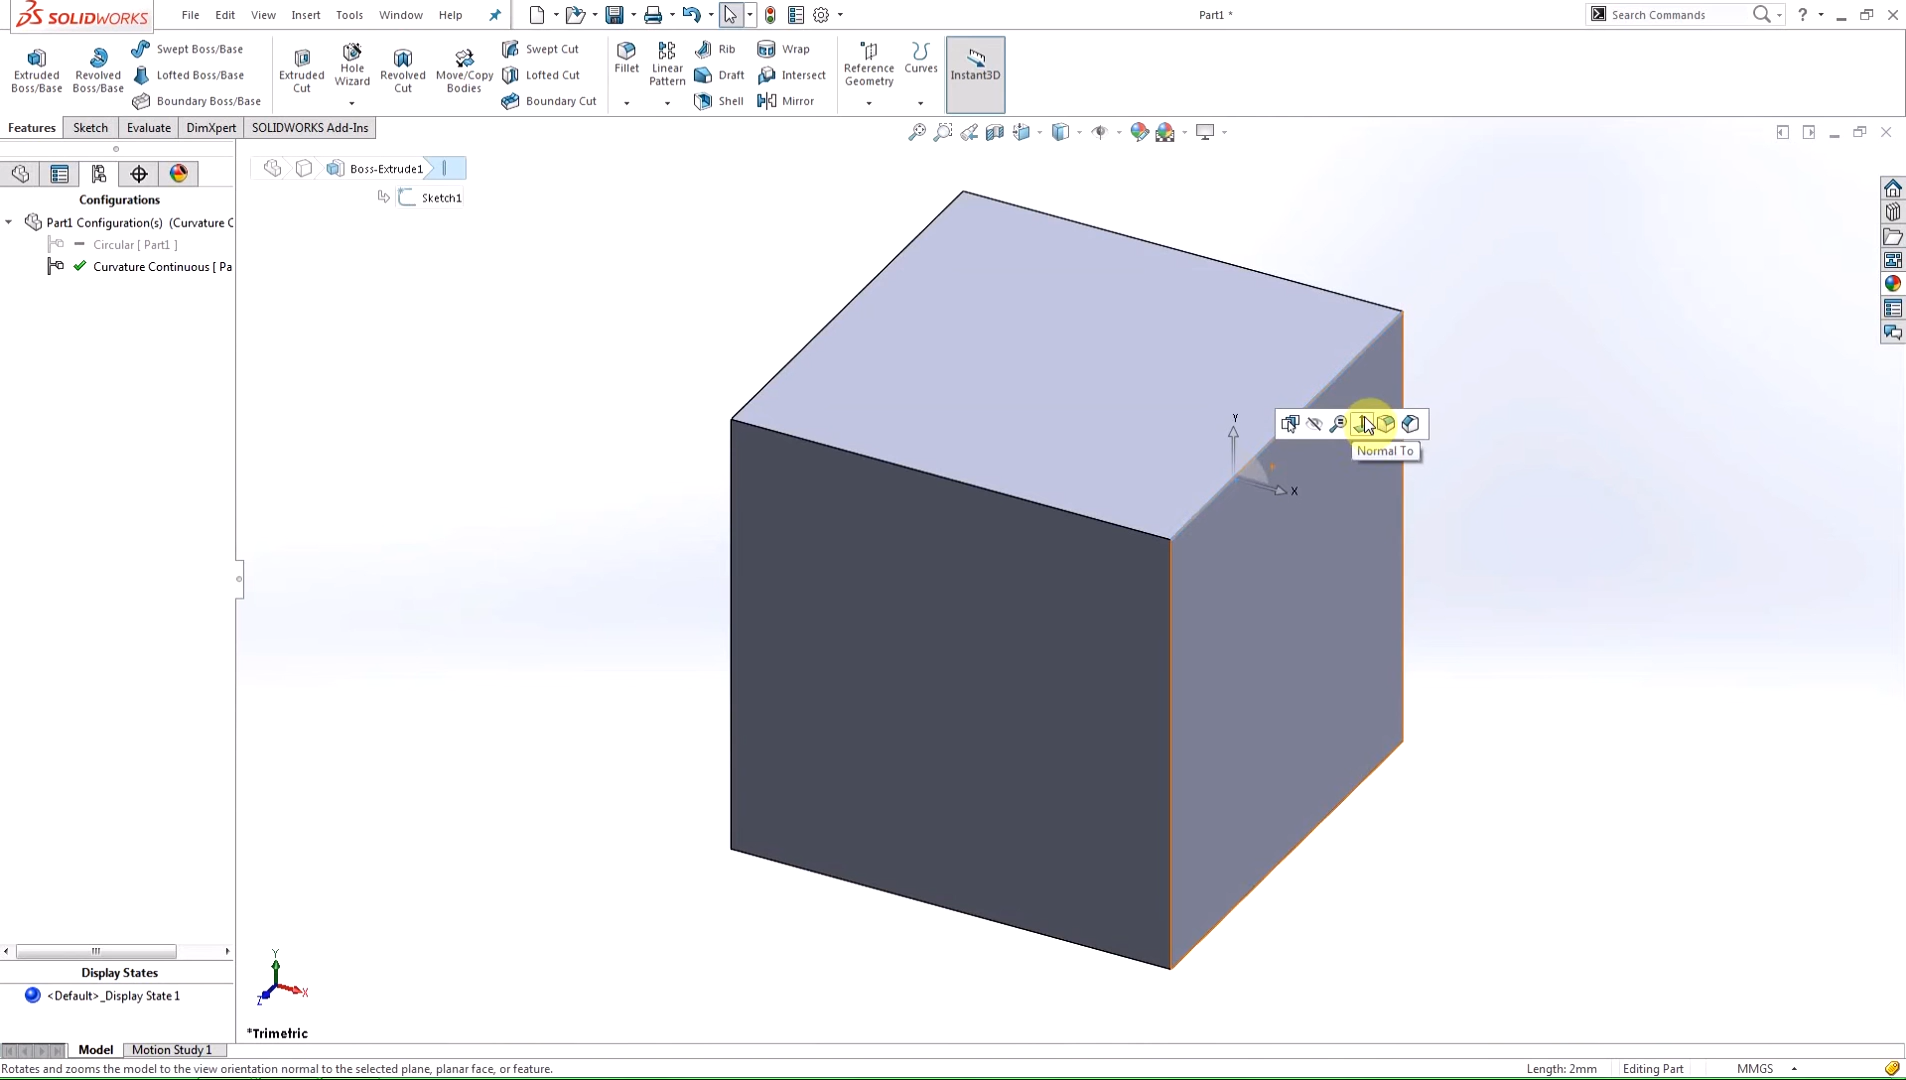 SOLIDWORKS File Edit View Insert Tools Window Help Part1 * Search Commands ?
Extruded Boss/Base
Revolved Boss/Base
Swept Boss/Base
Lofted Boss/Base
Boundary Boss/Base
Extruded Cut
Hole Wizard
Revolved Cut
Move/Copy Bodies
Swept Cut
Lofted Cut
Boundary Cut
Fillet
Linear Pattern
Rib
Draft
Shell
Wrap
Intersect
Mirror
Reference Geometry
Curves
Instant3D
Features Sketch Evaluate DimXpert SOLIDWORKS Add-Ins
Configurations
Part1 Configuration(s) (Curvature C
Circular [ Part1 ]
Curvature Continuous [ Pa
Boss-Extrude1
Sketch1
Y
X
Normal To
Display States
<Default>_Display State 1
Y
X
Z
*Trimetric
Model Motion Study 1
Rotates and zooms the model to the view orientation normal to the selected plane, planar face, or feature. Length: 2mm Editing Part MMGS